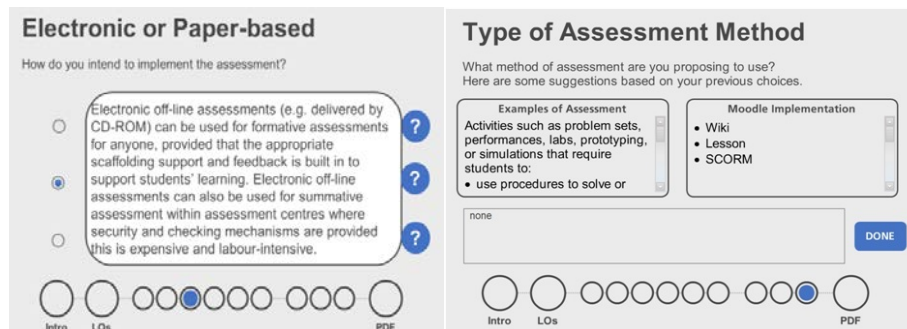 Electronic or Paper-based
How do you intend to implement the assessment?
Electronic off-line assessments (e.g. delivered by
CD-ROM) can be used for formative assessments
for anyone, provided that the appropriate
scaffolding support and feedback is built in to
support students' learning. Electronic off-line
assessments can also be used for summative
assessment within assessment centres where
security and checking mechanisms are provided
this is expensive and labour-intensive.
?
?
?
Intro LOs PDF
Type of Assessment Method
What method of assessment are you proposing to use?
Here are some suggestions based on your previous choices.
Examples of Assessment
Activities such as problem sets,
performances, labs, prototyping,
or simulations that require
students to:
• use procedures to solve or
Moodle Implementation
• Wiki
• Lesson
• SCORM
none
DONE
Intro LOs PDF